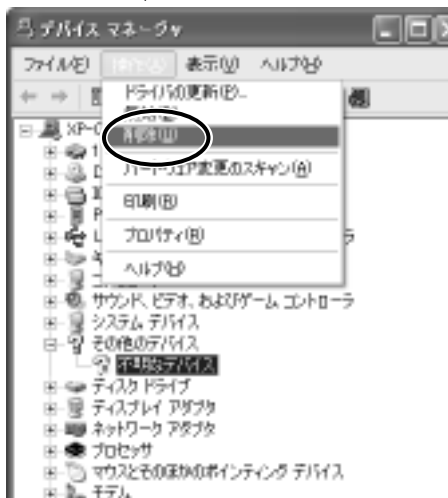 デバイス マネージャ
ファイル(F) 操作(A) 表示(V) ヘルプ(H)
ドライバの更新(P)...
無効(D)
削除(U)
ハードウェア変更のスキャン(A)
印刷(R)
プロパティ(R)
ヘルプ(H)
XP-
サウンド、ビデオ、およびゲーム コントローラ
システム デバイス
その他のデバイス
不明なデバイス
ディスク ドライブ
ディスプレイ アダプタ
ネットワーク アダプタ
プロセッサ
マウスとそのほかのポインティング デバイス
モデム